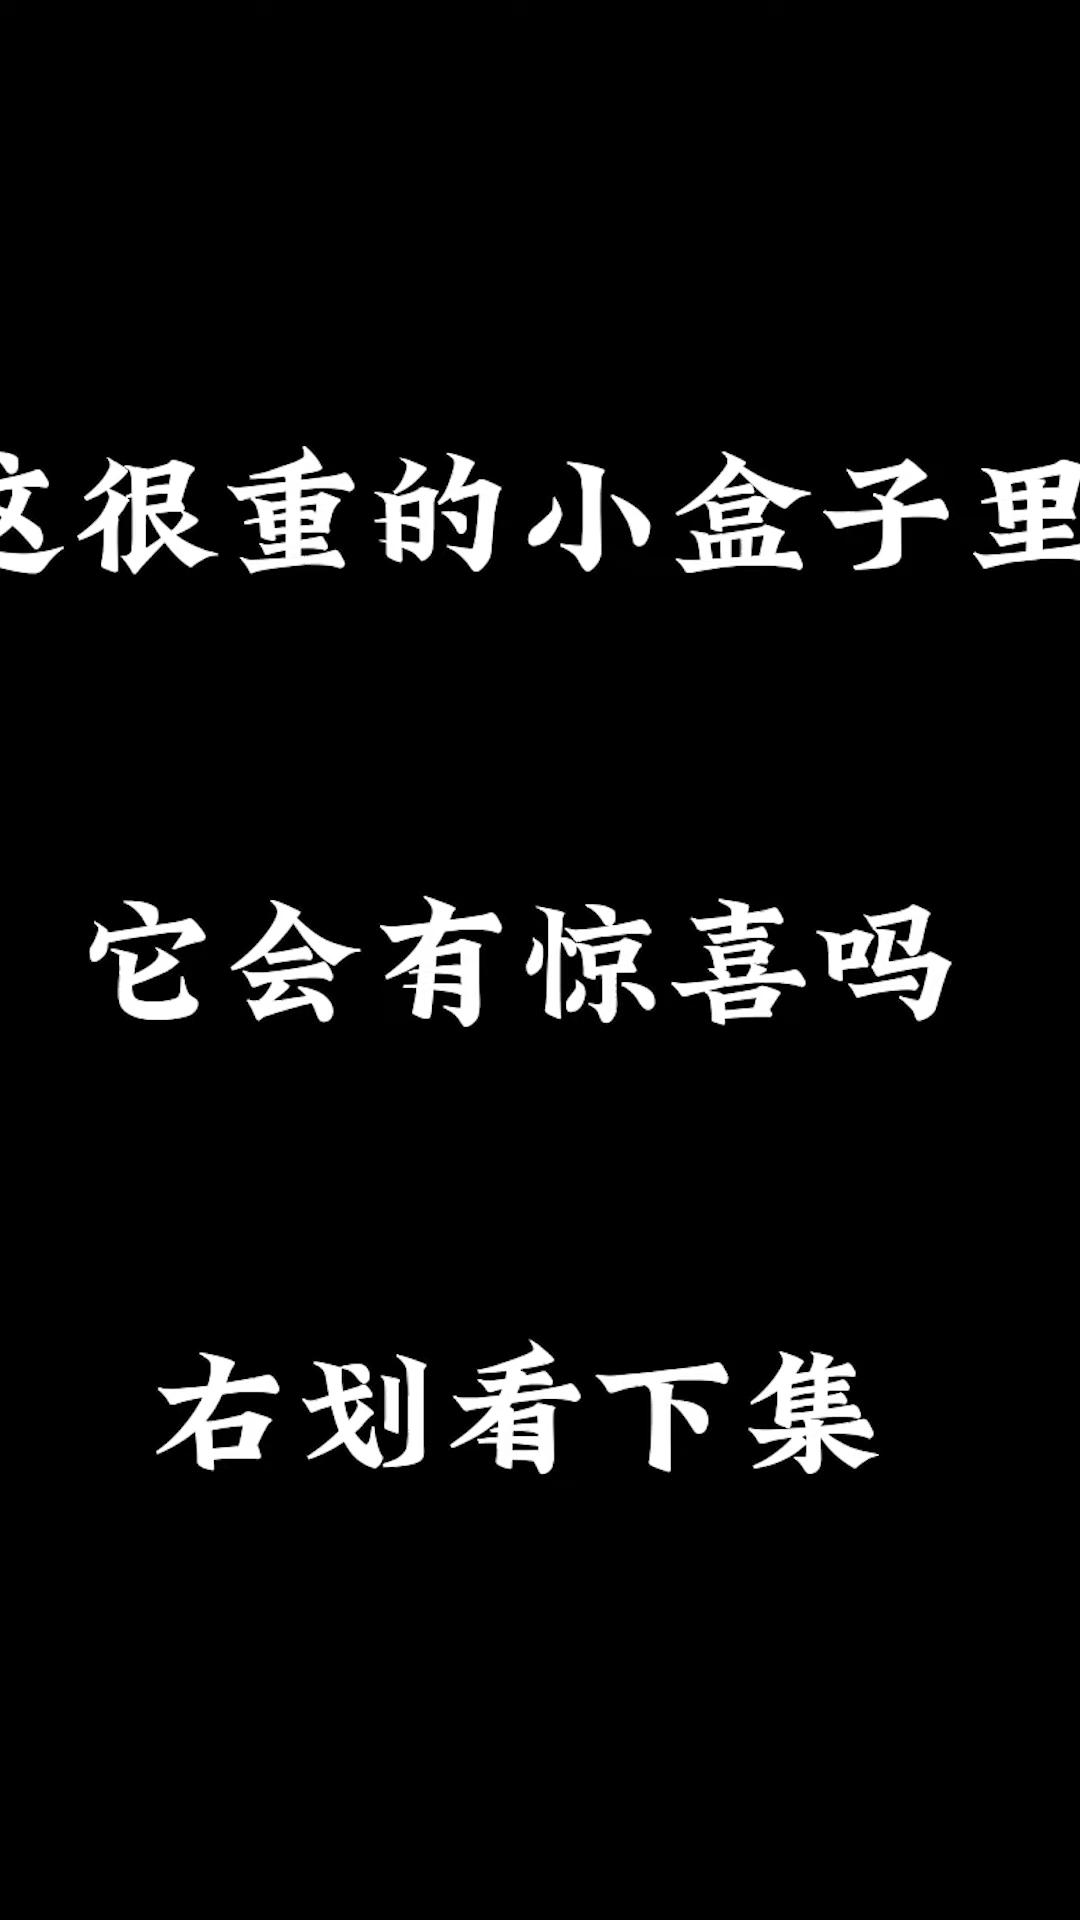 这很重的小盒子里
它会有惊喜吗
右划看下集